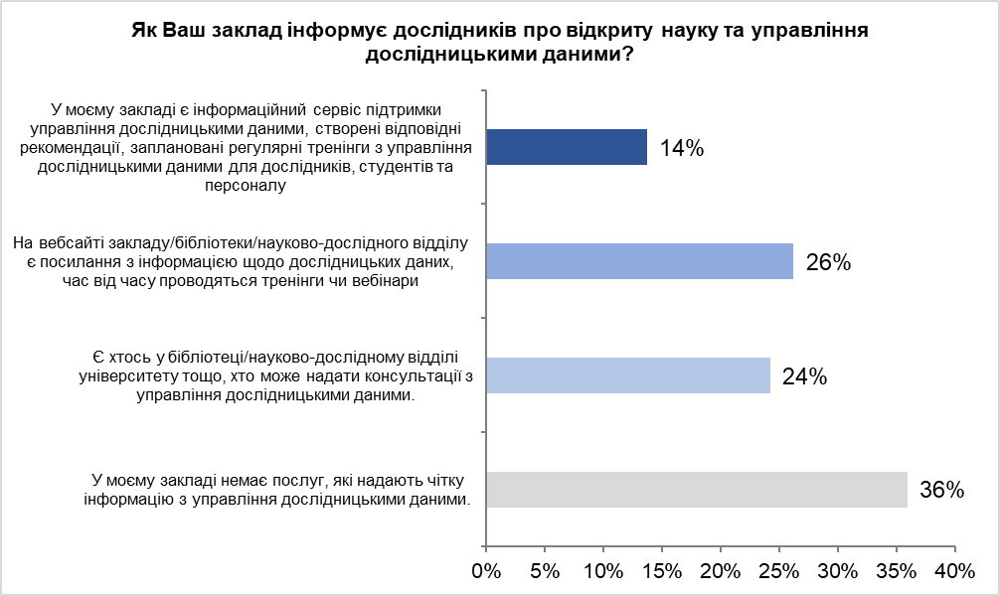 Як Ваш заклад інформує дослідників про відкриту науку та управління
дослідницькими даними?
У моєму закладі є інформаційний сервіс підтримки
управління дослідницькими даними, створені відповідні
рекомендації, заплановані регулярні тренінги з управління
дослідницькими даними для дослідників, студентів та
персоналу
14%
На вебсайті закладу/бібліотеки/науково-дослідного відділу
є посилання з інформацією щодо дослідницьких даних,
час від часу проводяться тренінги чи вебінари
26%
Є хтось у бібліотеці/науково-дослідному відділі
університету тощо, хто може надати консультації з
управління дослідницькими даними.
24%
У моєму закладі немає послуг, які надають чітку
інформацію з управління дослідницькими даними.
36%
0% 5% 10% 15% 20% 25% 30% 35% 40%